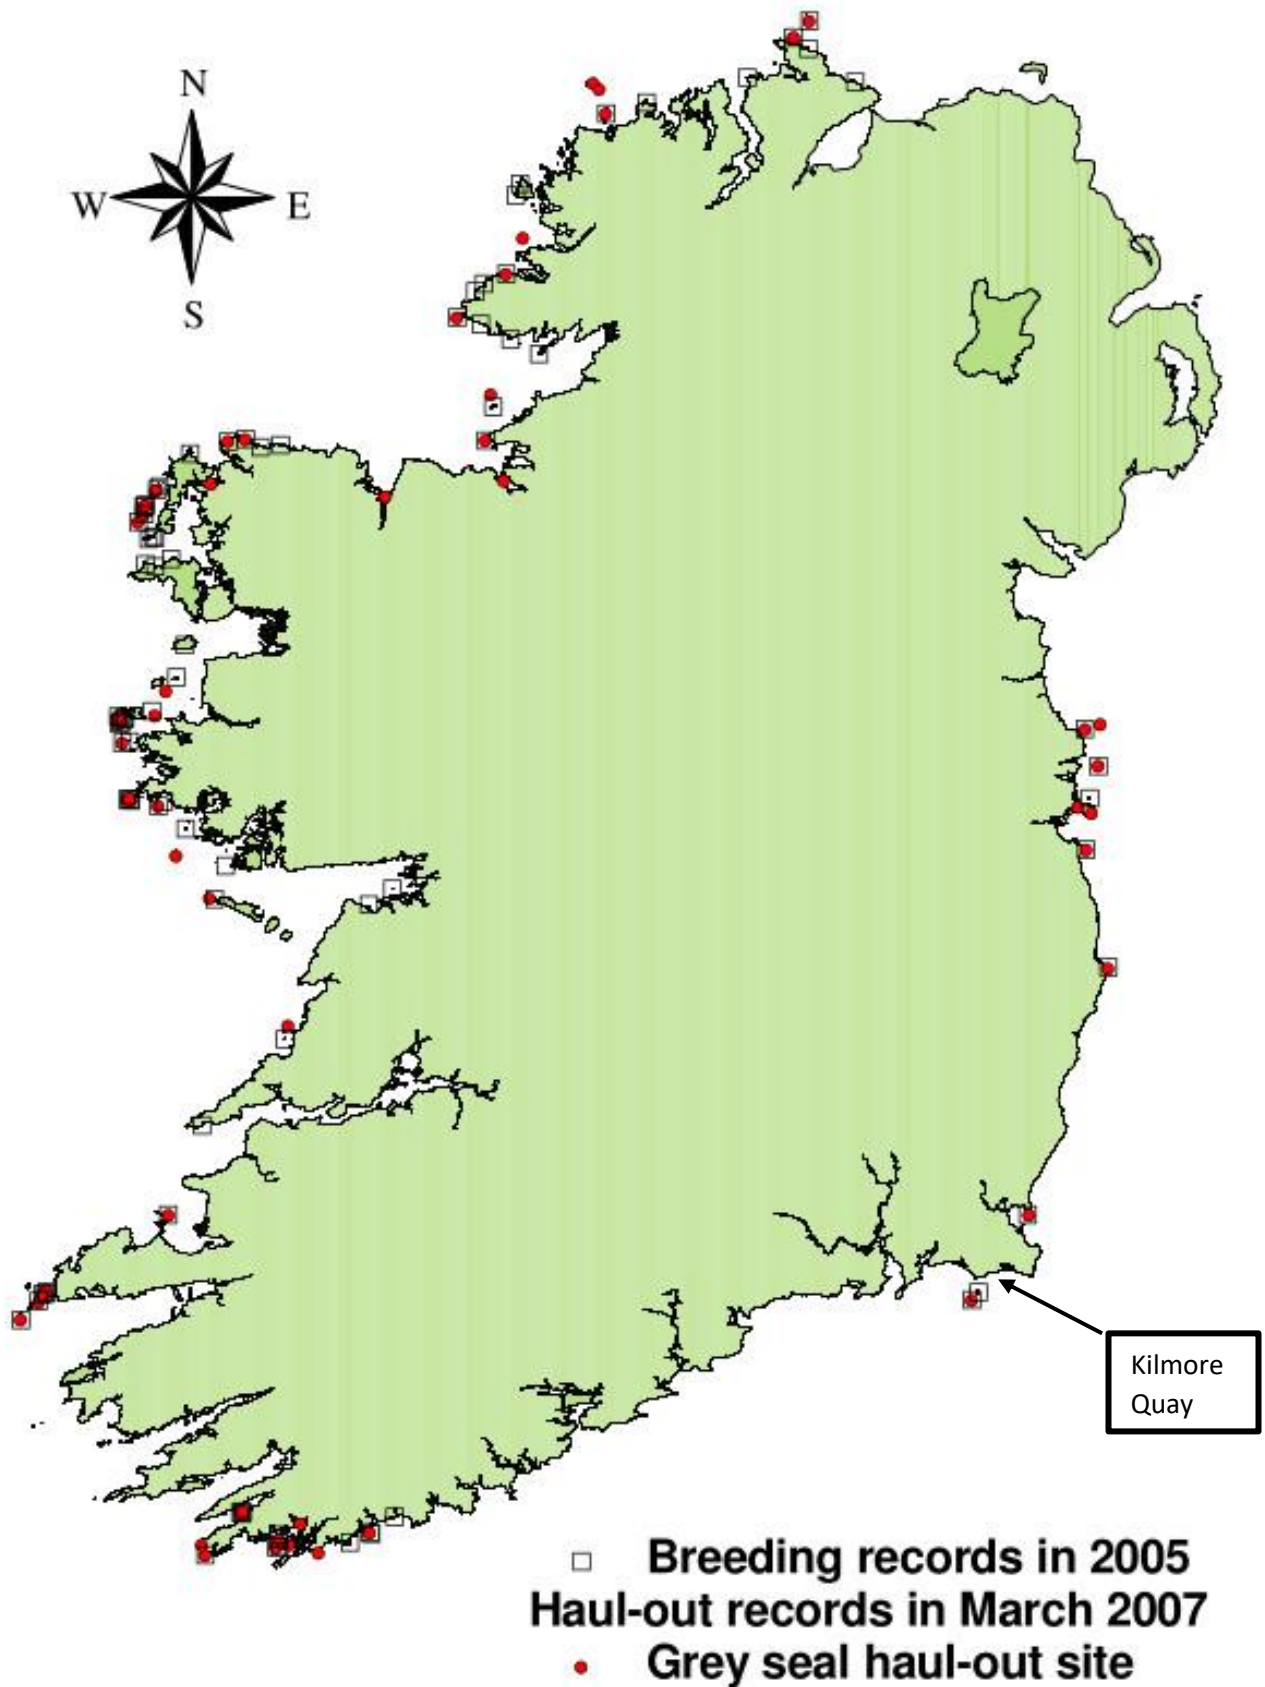 N
W
E
S
Kilmore
Quay
Breeding records in 2005
Haul-out records in March 2007
Grey seal haul-out site